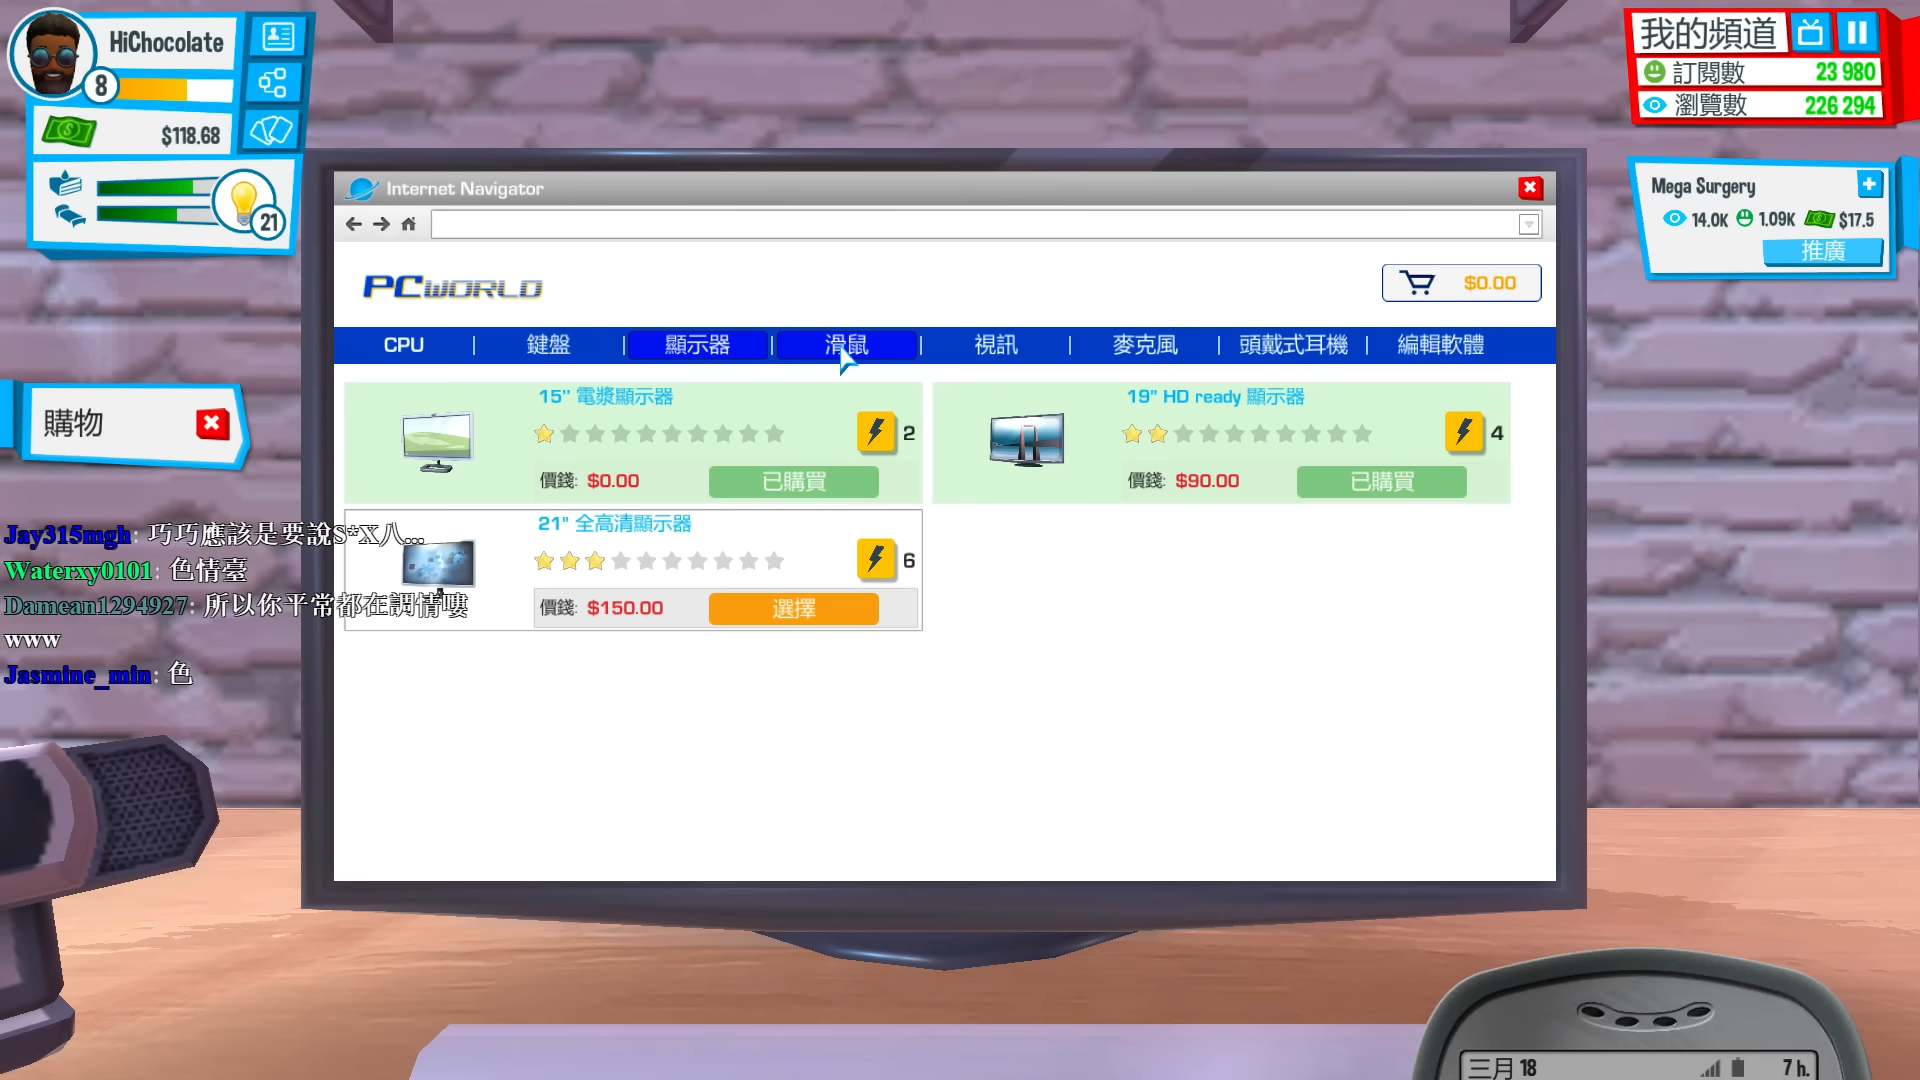 HiChocolate
8
$118.68
21
我的頻道
訂閱數 23 980
瀏覽數 226 294
Mega Surgery
14.0K 1.09K $17.5
推廣
Internet Navigator
PCWORLD
$0.00
CPU | 鍵盤 | 顯示器 | 滑鼠 | 視訊 | 麥克風 | 頭戴式耳機 | 編輯軟體
15" 電漿顯示器
2
價錢: $0.00 已購買
19" HD ready 顯示器
4
價錢: $90.00 已購買
21" 全高清顯示器
6
價錢: $150.00 選擇
購物
Jay315mgh: 巧巧應該是要說S*X八...
Waterxy0101: 色情臺
Damean1294927: 所以你平常都在調情嘍
www
Jasmine_min: 色
三月 18 7 h.